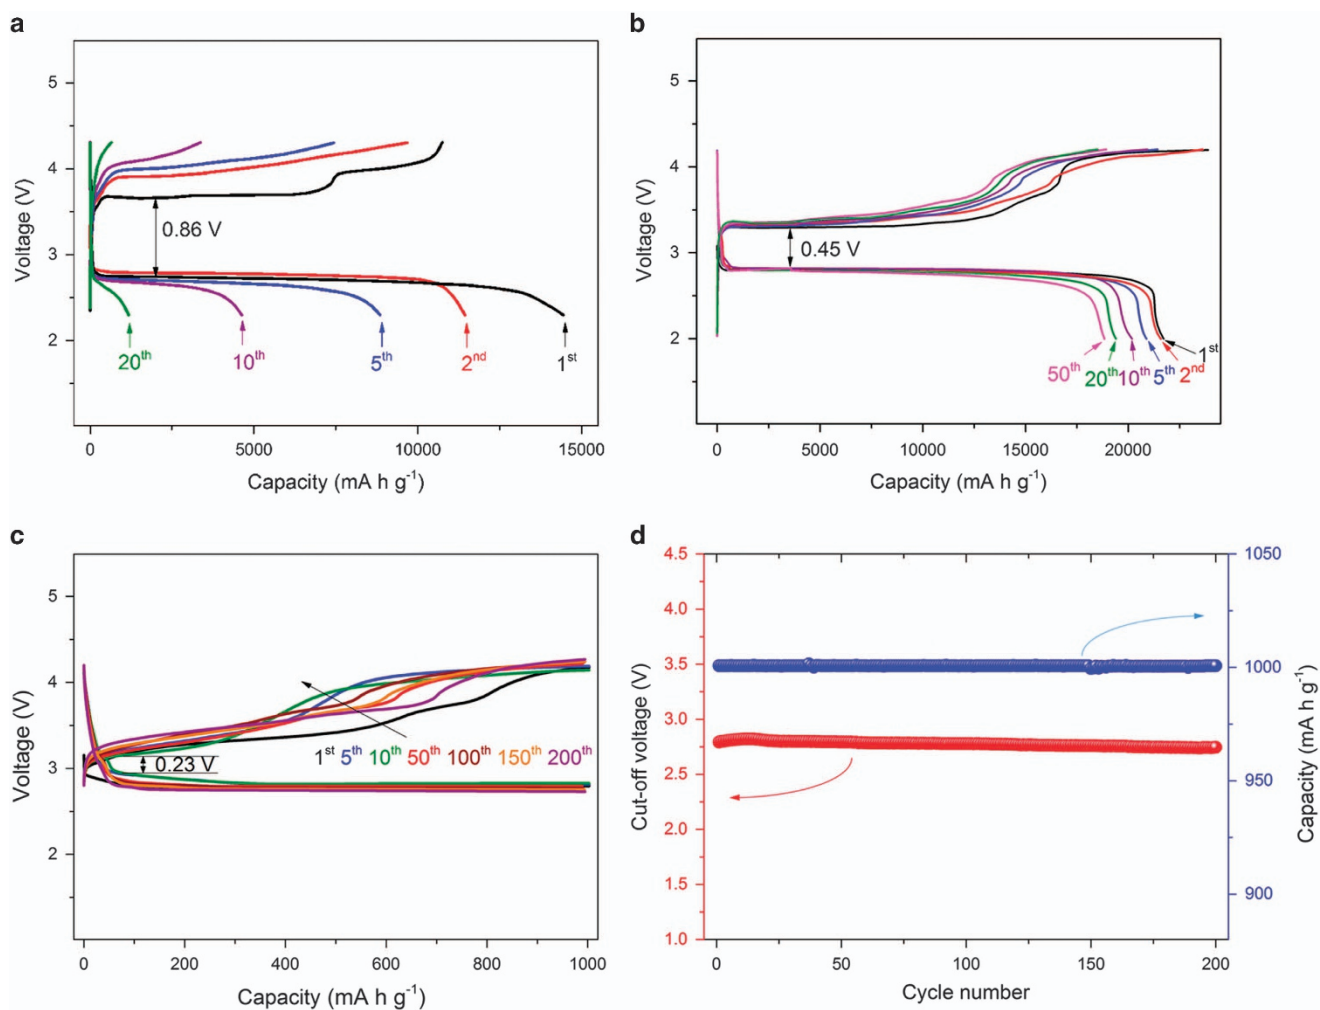 a
5
4
3
2
Voltage (V)
0.86 V
20th
10th
5th
2nd
1st
0
5000
10000
15000
Capacity (mA h g-1)
b
5
4
3
2
Voltage (V)
0.45 V
1st
50th 20th 10th 5th 2nd
0
5000
10000
15000
20000
Capacity (mA h g-1)
c
5
4
3
2
Voltage (V)
1st 5th 10th 50th 100th 150th 200th
0.23 V
0
200
400
600
800
1000
Capacity (mA h g-1)
d
4.5
4.0
3.5
3.0
2.5
2.0
1.5
1.0
Cut-off voltage (V)
1050
1000
950
900
Capacity (mA h g-1)
0
50
100
150
200
Cycle number